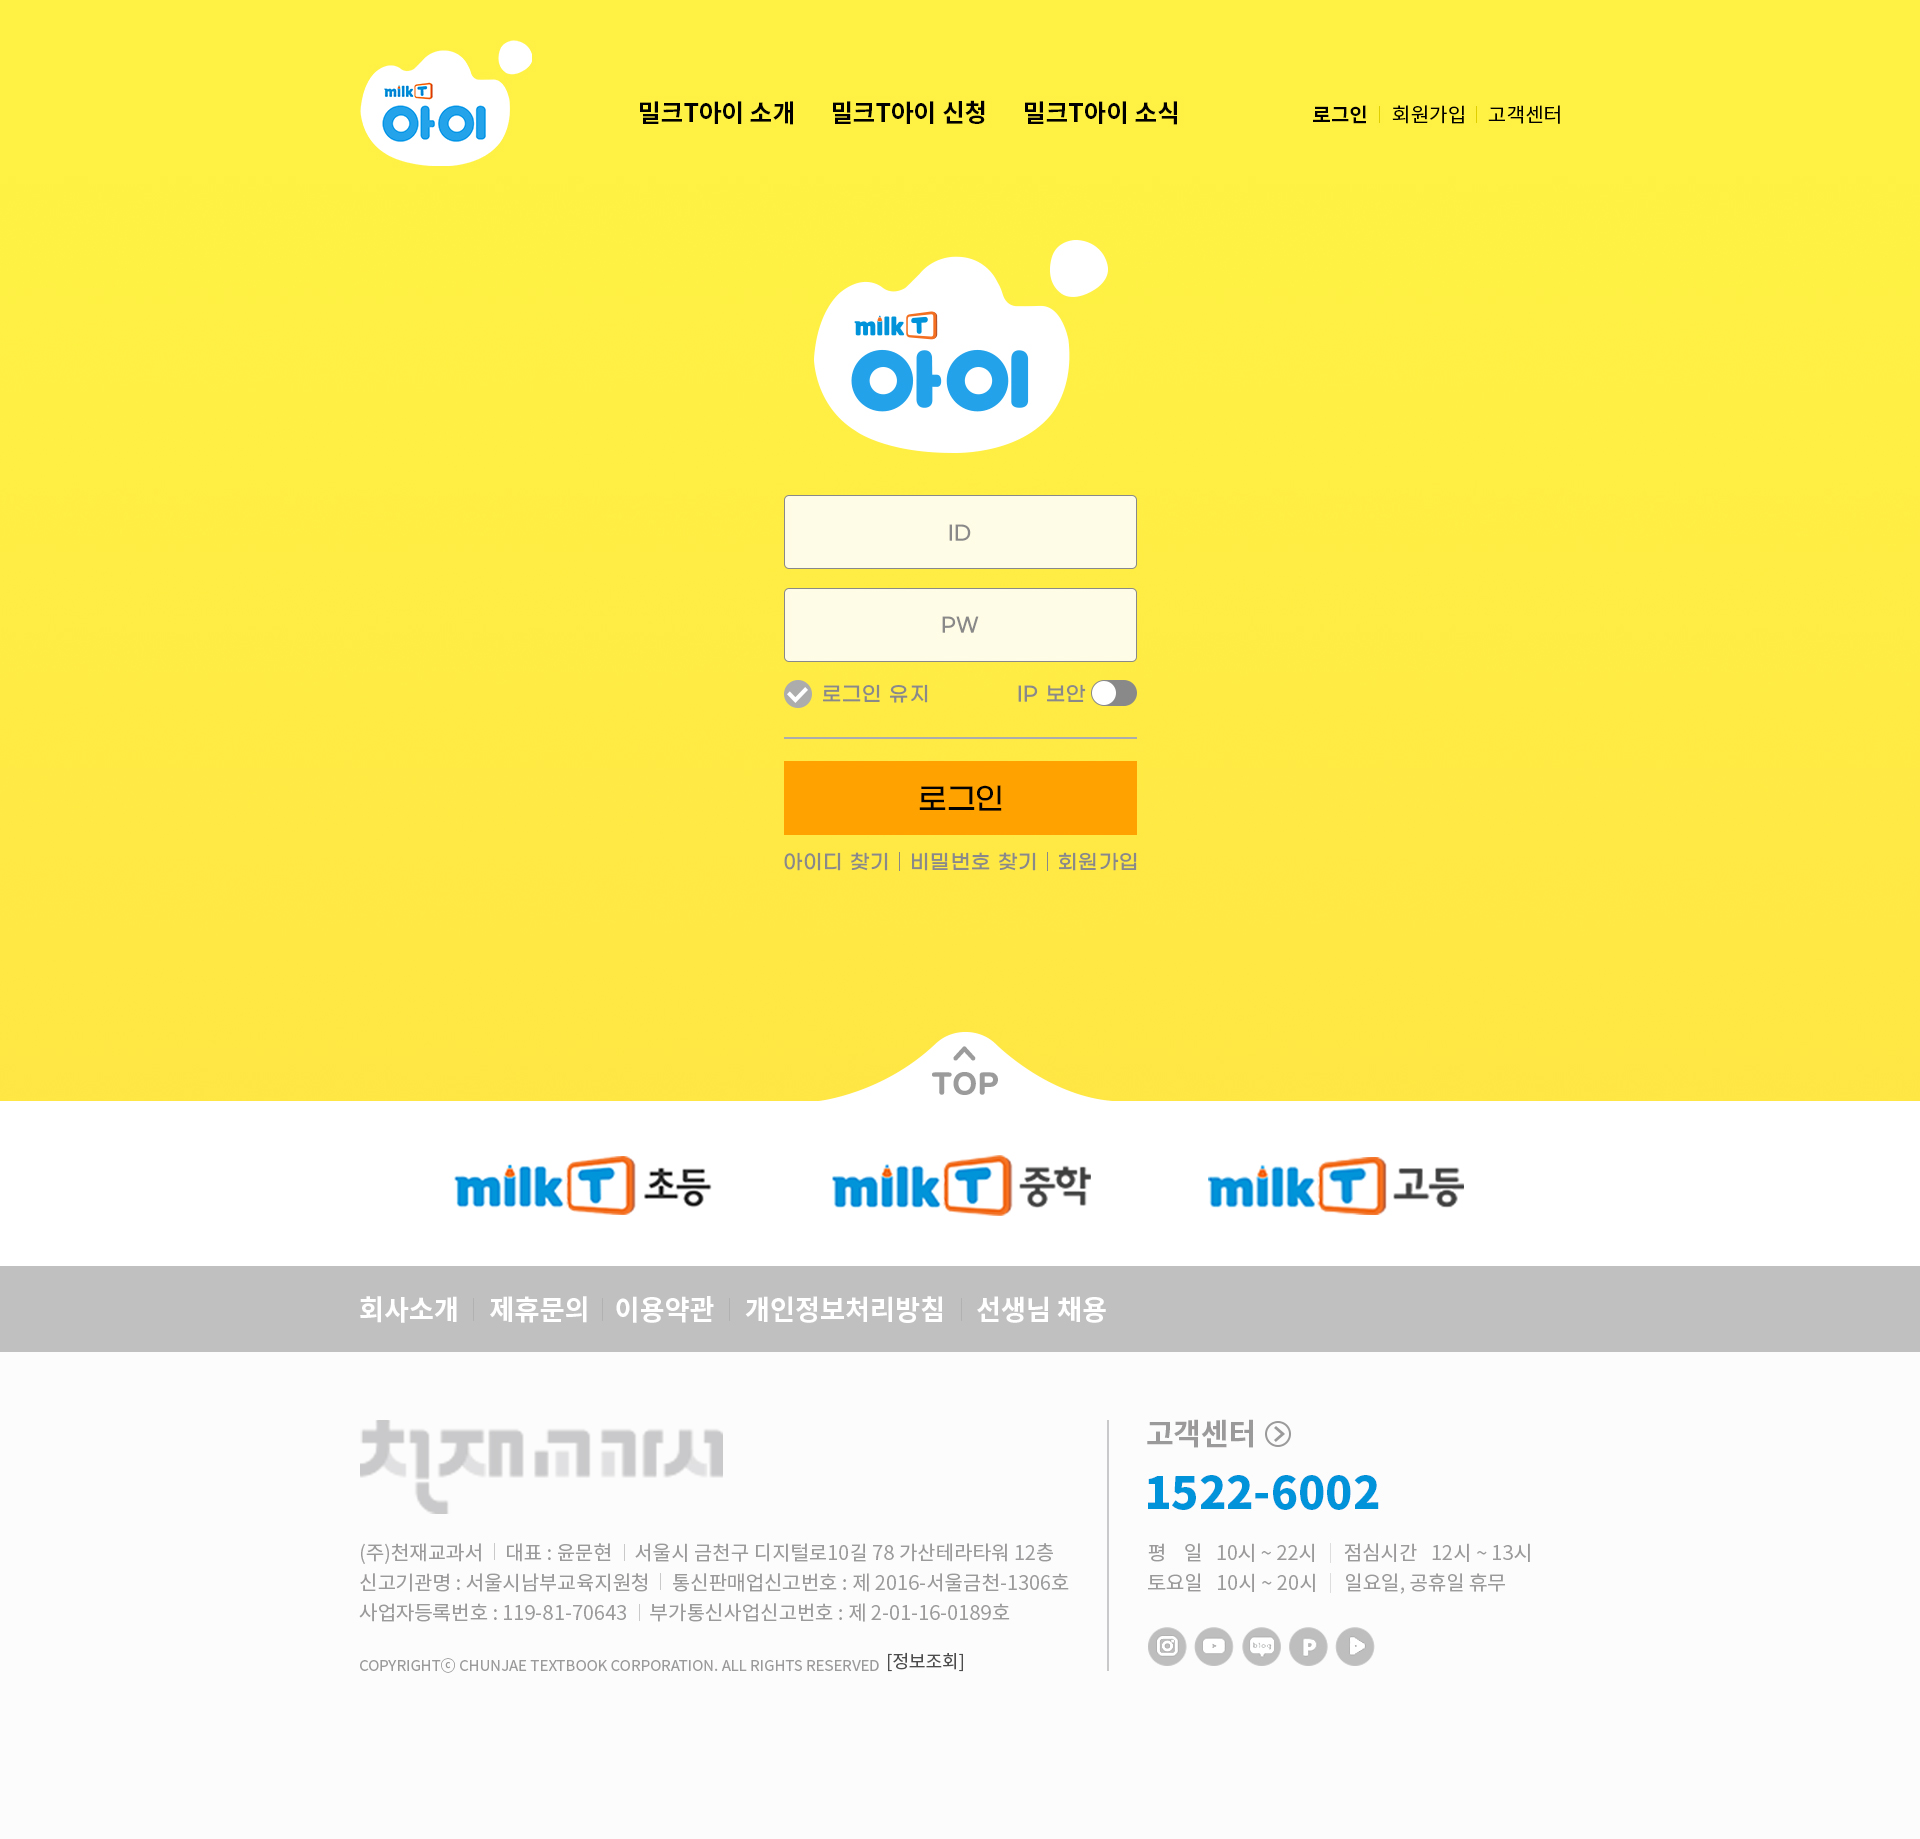 milkT
아이
밀크T아이 소개 밀크T아이 신청 밀크T아이 소식
로그인 회원가입 고객센터
milkT
아이
ID
PW
로그인 유지 IP 보안
로그인
아이디 찾기 비밀번호 찾기 회원가입
TOP
milkT 초등 milkT 중학 milkT 고등
회사소개 제휴문의 이용약관 개인정보처리방침 선생님 채용
천재교과서
(주)천재교과서 대표 : 윤문현 서울시 금천구 디지털로10길 78 가산테라타워 12층
신고기관명 : 서울시남부교육지원청 통신판매업신고번호 : 제 2016-서울금천-1306호
사업자등록번호 : 119-81-70643 부가통신사업신고번호 : 제 2-01-16-0189호
COPYRIGHTⓒ CHUNJAE TEXTBOOK CORPORATION. ALL RIGHTS RESERVED [정보조회]
고객센터
1522-6002
평 일 10시 ~ 22시 점심시간 12시 ~ 13시
토요일 10시 ~ 20시 일요일, 공휴일 휴무
blog P